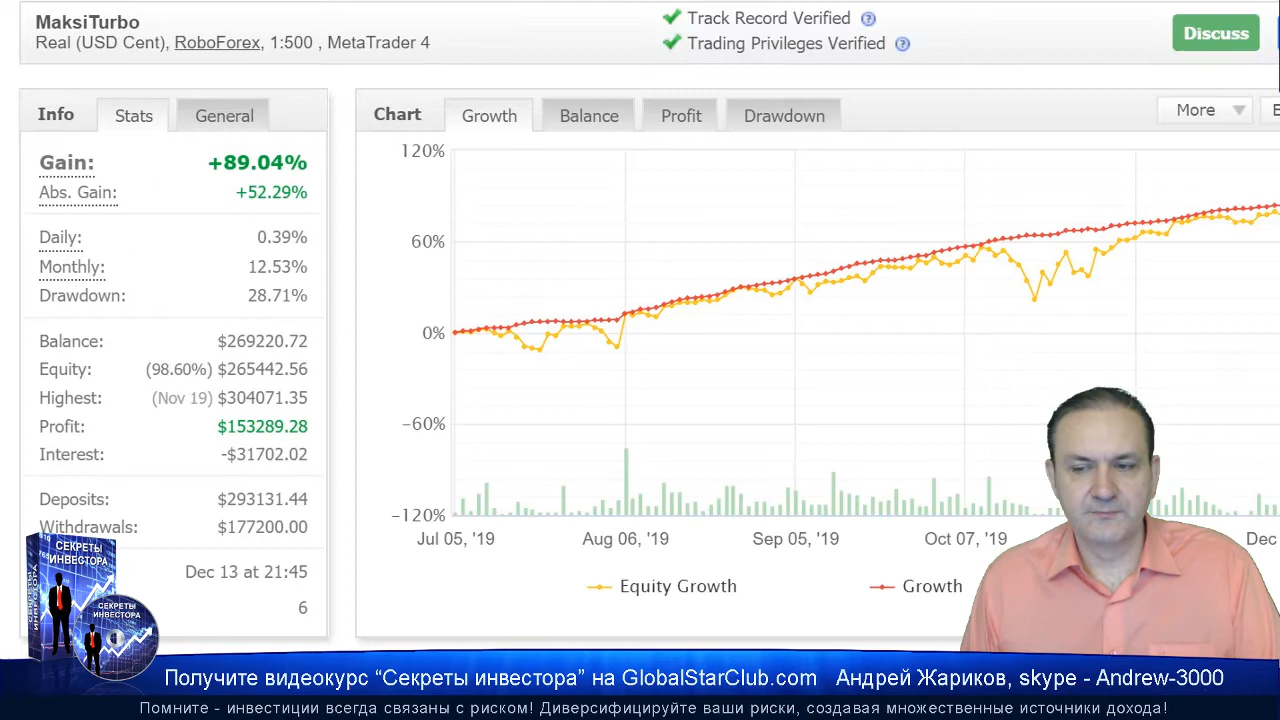 MaksiTurbo
Real (USD Cent), RoboForex, 1:500 , MetaTrader 4
Track Record Verified ?
Trading Privileges Verified ?
Discuss
Info Stats General
Gain: +89.04%
Abs. Gain: +52.29%
Daily: 0.39%
Monthly: 12.53%
Drawdown: 28.71%
Balance: $269220.72
Equity: (98.60%) $265442.56
Highest: (Nov 19) $304071.35
Profit: $153289.28
Interest: -$31702.02
Deposits: $293131.44
Withdrawals: $177200.00
Dec 13 at 21:45
6
Chart Growth Balance Profit Drawdown More E
120%
60%
0%
-60%
-120%
Jul 05, '19 Aug 06, '19 Sep 05, '19 Oct 07, '19 Dec
Equity Growth Growth
СЕКРЕТЫ
ИНВЕСТОРА
СЕКРЕТЫ ИНВЕСТОРА
СЕКРЕТЫ
ИНВЕСТОРА
Получите видеокурс “Секреты инвестора” на GlobalStarClub.com Андрей Жариков, skype - Andrew-3000
Помните - инвестиции всегда связаны с риском! Диверсифицируйте ваши риски, создавая множественные источники дохода!